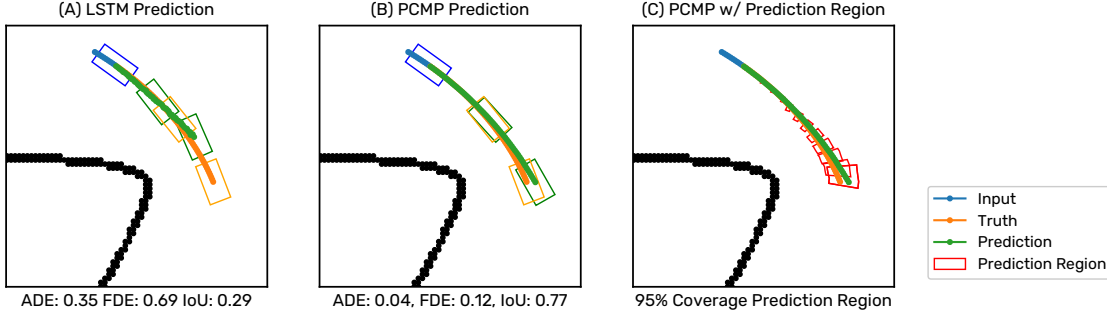 (A) LSTM Prediction
(B) PCMP Prediction
(C) PCMP w/ Prediction Region
Input
Truth
Prediction
Prediction Region
ADE: 0.35 FDE: 0.69 IoU: 0.29
ADE: 0.04, FDE: 0.12, IoU: 0.77
95% Coverage Prediction Region